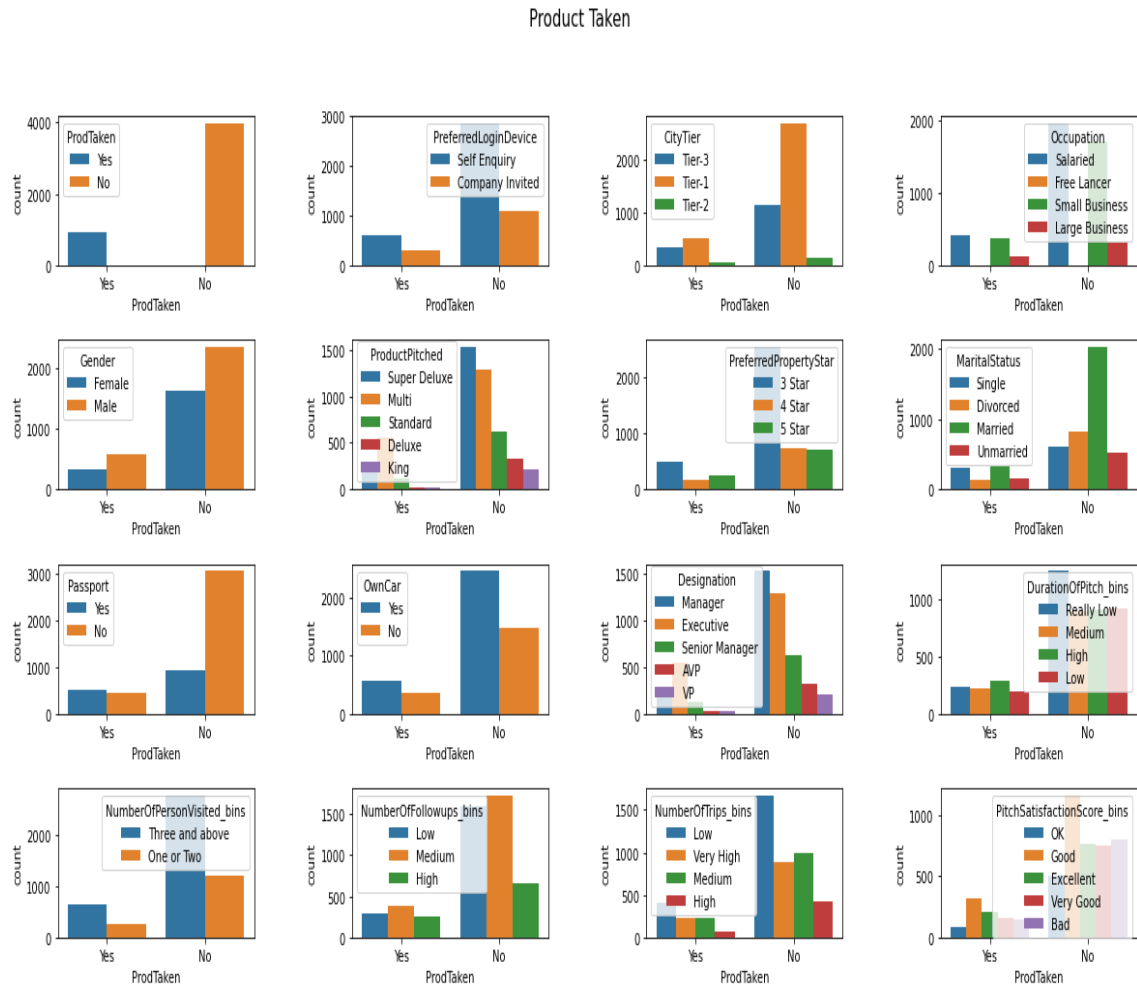 Product Taken
4000
2000
0
count
ProdTaken
Yes
No
Yes
No
ProdTaken
3000
2000
1000
0
count
PreferredLoginDevice
Self Enquiry
Company Invited
Yes
No
ProdTaken
2000
1000
0
count
CityTier
Tier-3
Tier-1
Tier-2
Yes
No
ProdTaken
2000
1000
0
count
Occupation
Salaried
Free Lancer
Small Business
Large Business
Yes
No
ProdTaken
2000
1000
0
count
Gender
Female
Male
Yes
No
ProdTaken
1500
1000
500
0
count
ProductPitched
Super Deluxe
Multi
Standard
Deluxe
King
Yes
No
ProdTaken
2000
1000
0
count
PreferredPropertyStar
3 Star
4 Star
5 Star
Yes
No
ProdTaken
2000
1000
0
count
MaritalStatus
Single
Divorced
Married
Unmarried
Yes
No
ProdTaken
3000
2000
1000
0
count
Passport
Yes
No
Yes
No
ProdTaken
2000
1000
0
count
OwnCar
Yes
No
Yes
No
ProdTaken
1500
1000
500
0
count
Designation
Manager
Executive
Senior Manager
AVP
VP
Yes
No
ProdTaken
1000
500
0
count
DurationOfPitch_bins
Really Low
Medium
High
Low
Yes
No
ProdTaken
2000
1000
0
count
NumberOfPersonVisited_bins
Three and above
One or Two
Yes
No
ProdTaken
1500
1000
500
0
count
NumberOfFollowups_bins
Low
Medium
High
Yes
No
ProdTaken
1500
1000
500
0
count
NumberOfTrips_bins
Low
Very High
Medium
High
Yes
No
ProdTaken
1000
500
0
count
PitchSatisfactionScore_bins
OK
Good
Excellent
Very Good
Bad
Yes
No
ProdTaken